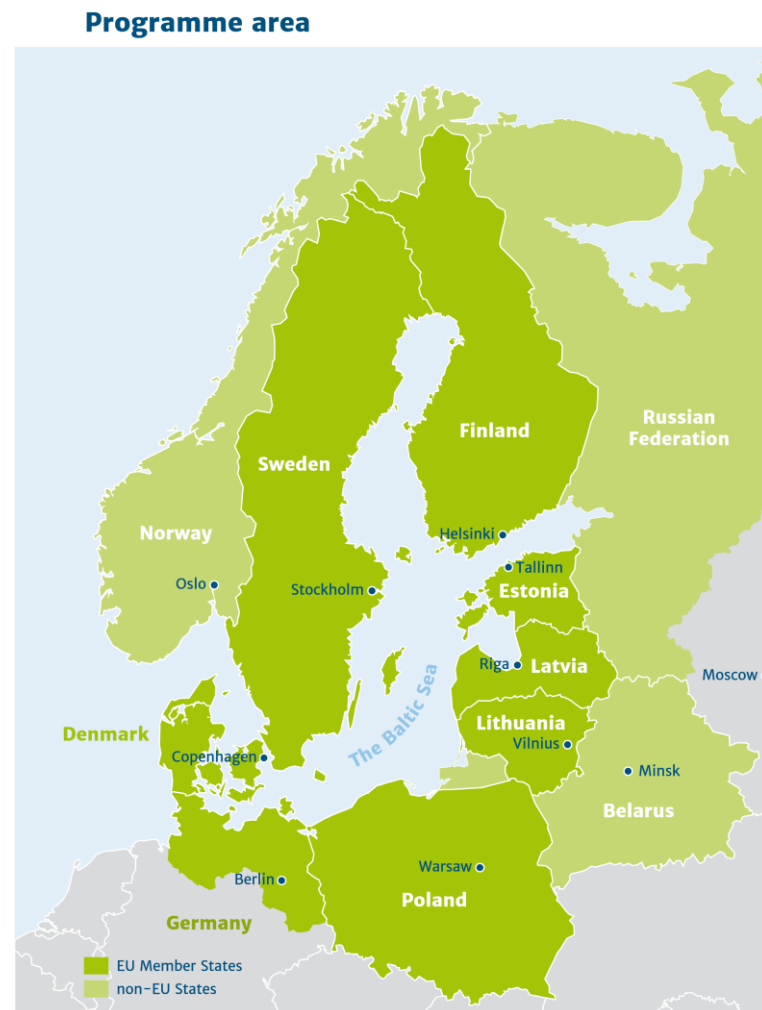 Programme area
Russian
Federation
Finland
Sweden
Norway
Helsinki
Tallinn
Oslo
Stockholm
Estonia
Riga
Latvia
Moscow
The Baltic Sea
Lithuania
Denmark
Vilnius
Copenhagen
Minsk
Belarus
Warsaw
Berlin
Poland
Germany
EU Member States
non-EU States